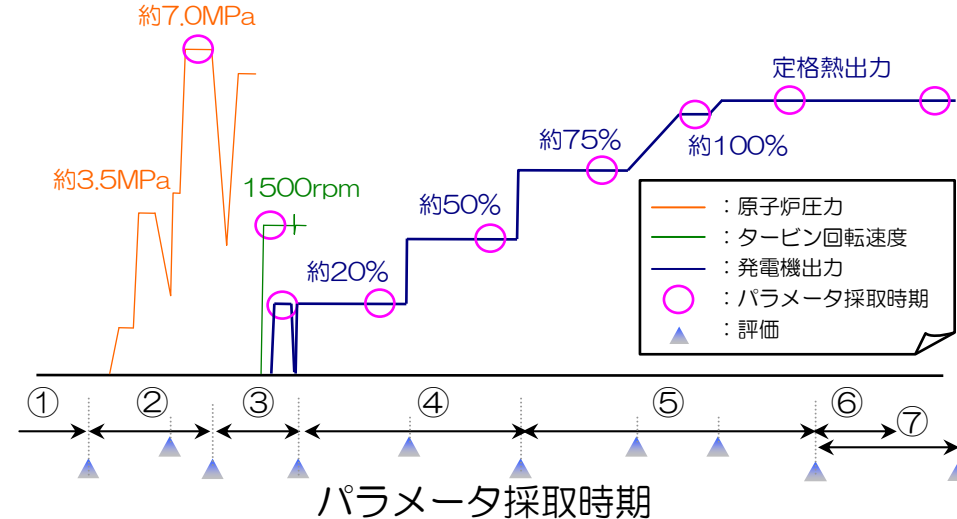 約7.0MPa
定格熱出力
約75%
約100%
約3.5MPa
1500rpm
約50%
約20%
：原子炉圧力
：タービン回転速度
：発電機出力
：パラメータ採取時期
：評価
①
②
③
④
⑤
⑥
⑦
パラメータ採取時期